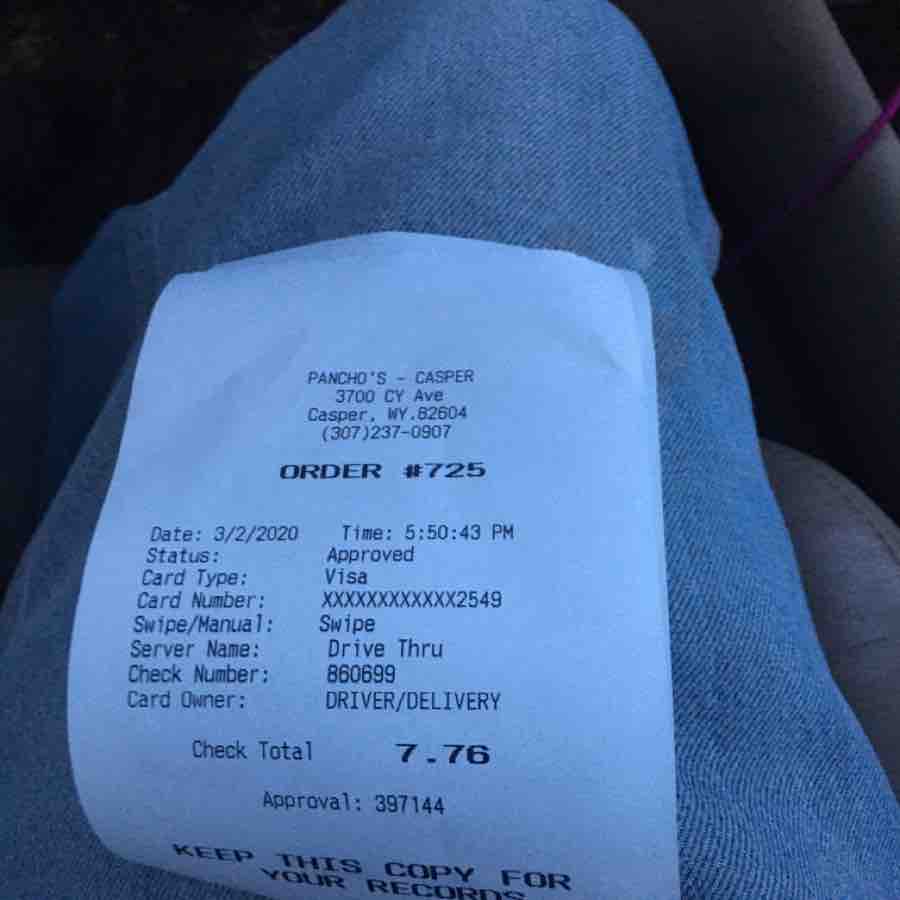 PANCHO'S - CASPER
3700 CY Ave
Casper, WY.82604
(307)237-0907
ORDER #725
Date: 3/2/2020 Time: 5:50:43 PM
Status: Approved
Card Type: Visa
Card Number: XXXXXXXXXXXX2549
Swipe/Manual: Swipe
Server Name: Drive Thru
Check Number: 860699
Card Owner: DRIVER/DELIVERY
Check Total 7.76
Approval: 397144
KEEP THIS COPY FOR
YOUR RECORDS